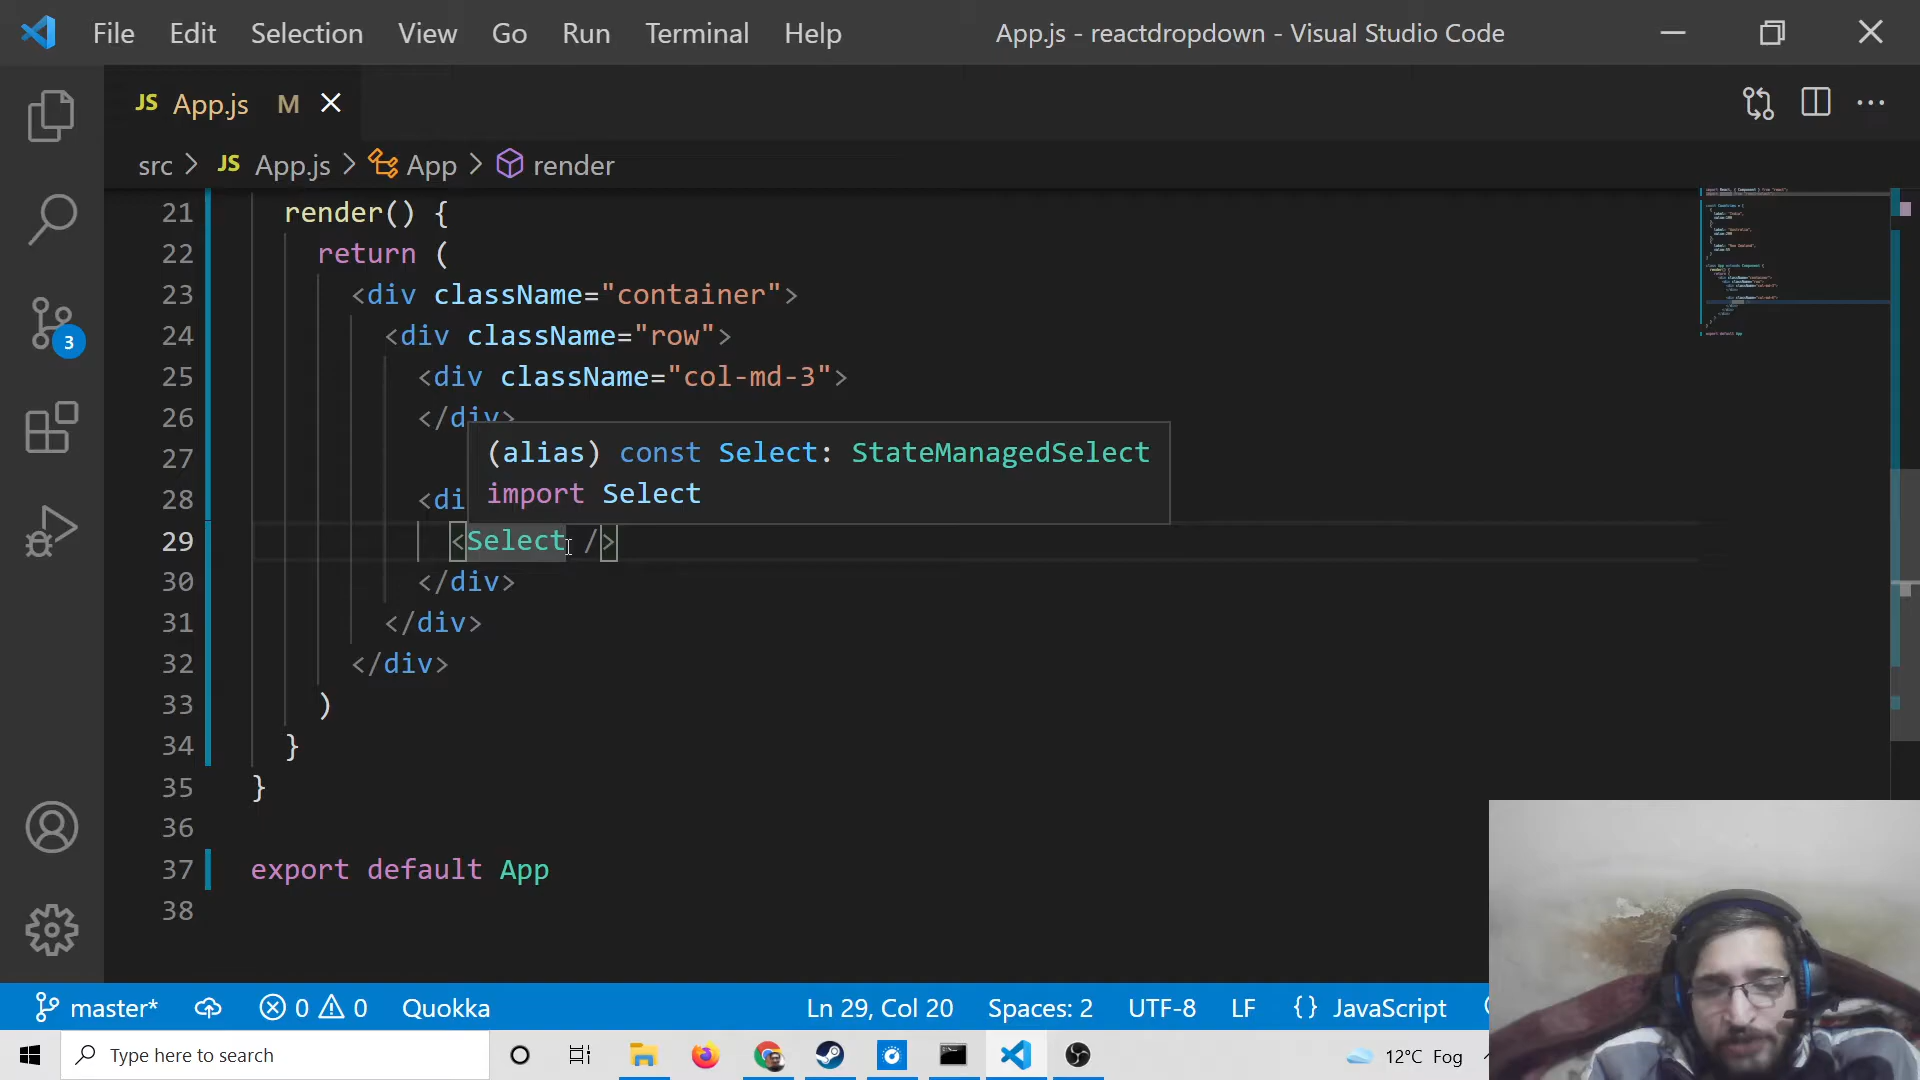 File Edit Selection View Go Run Terminal Help App.js - reactdropdown - Visual Studio Code
JS App.js M
src > JS App.js > App > render
21 render() {
22 return (
23 <div className="container">
24 <div className="row">
25 <div className="col-md-3">
26 </div>
27
(alias) const Select: StateManagedSelect
import Select
28 <di
29 <Select />
30 </div>
31 </div>
32 </div>
33 )
34 }
35 }
36
37 export default App
38
3
master* 0 0 Quokka Ln 29, Col 20 Spaces: 2 UTF-8 LF {} JavaScript
Type here to search 12°C Fog